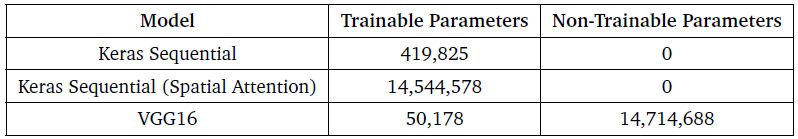 Model Trainable Parameters Non-Trainable Parameters
Keras Sequential 419,825 0
Keras Sequential (Spatial Attention) 14,544,578 0
VGG16 50,178 14,714,688